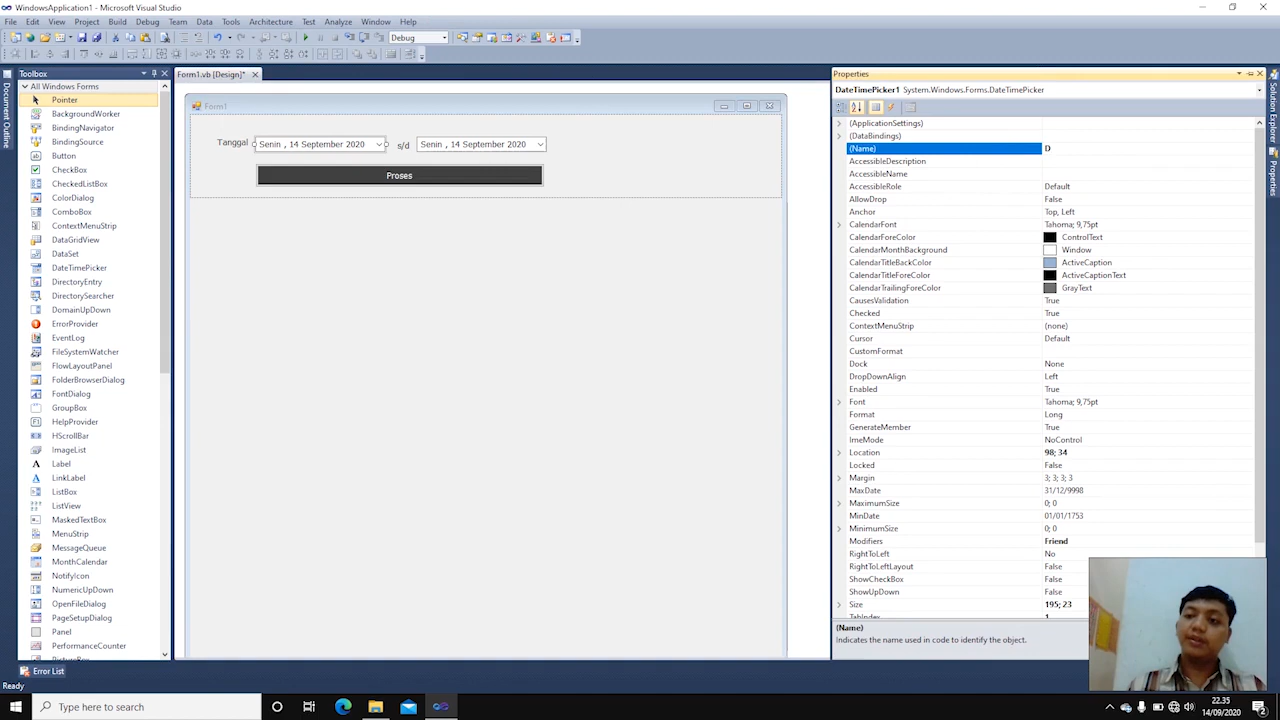 WindowsApplication1 - Microsoft Visual Studio
File Edit View Project Build Debug Team Data Tools Architecture Test Analyze Window Help
Debug
Document Outline
Toolbox
All Windows Forms
Pointer
BackgroundWorker
BindingNavigator
BindingSource
Button
CheckBox
CheckedListBox
ColorDialog
ComboBox
ContextMenuStrip
DataGridView
DataSet
DateTimePicker
DirectoryEntry
DirectorySearcher
DomainUpDown
ErrorProvider
EventLog
FileSystemWatcher
FlowLayoutPanel
FolderBrowserDialog
FontDialog
GroupBox
HelpProvider
HScrollBar
ImageList
Label
LinkLabel
ListBox
ListView
MaskedTextBox
MenuStrip
MessageQueue
MonthCalendar
NotifyIcon
NumericUpDown
OpenFileDialog
PageSetupDialog
Panel
PerformanceCounter
Form1.vb [Design]*
Form1
Tanggal Senin , 14 September 2020 s/d Senin , 14 September 2020
Proses
Properties
DateTimePicker1 System.Windows.Forms.DateTimePicker
(ApplicationSettings)
(DataBindings)
(Name) D
AccessibleDescription
AccessibleName
AccessibleRole Default
AllowDrop False
Anchor Top, Left
CalendarFont Tahoma; 9,75pt
CalendarForeColor ControlText
CalendarMonthBackground Window
CalendarTitleBackColor ActiveCaption
CalendarTitleForeColor ActiveCaptionText
CalendarTrailingForeColor GrayText
CausesValidation True
Checked True
ContextMenuStrip (none)
Cursor Default
CustomFormat
Dock None
DropDownAlign Left
Enabled True
Font Tahoma; 9,75pt
Format Long
GenerateMember True
ImeMode NoControl
Location 98; 34
Locked False
Margin 3; 3; 3; 3
MaxDate 31/12/9998
MaximumSize 0; 0
MinDate 01/01/1753
MinimumSize 0; 0
Modifiers Friend
RightToLeft No
RightToLeftLayout False
ShowCheckBox False
ShowUpDown False
Size 195; 23
TabIndex 1
(Name)
Indicates the name used in code to identify the object.
Solution Explorer
Properties
Error List
Ready
Type here to search
22.35
14/09/2020
2